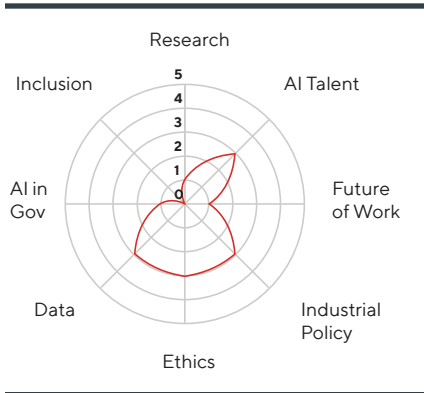 Research
Inclusion
5
AI Talent
4
3
2
1
0
AI in
Gov
Future
of Work
Data
Industrial
Policy
Ethics